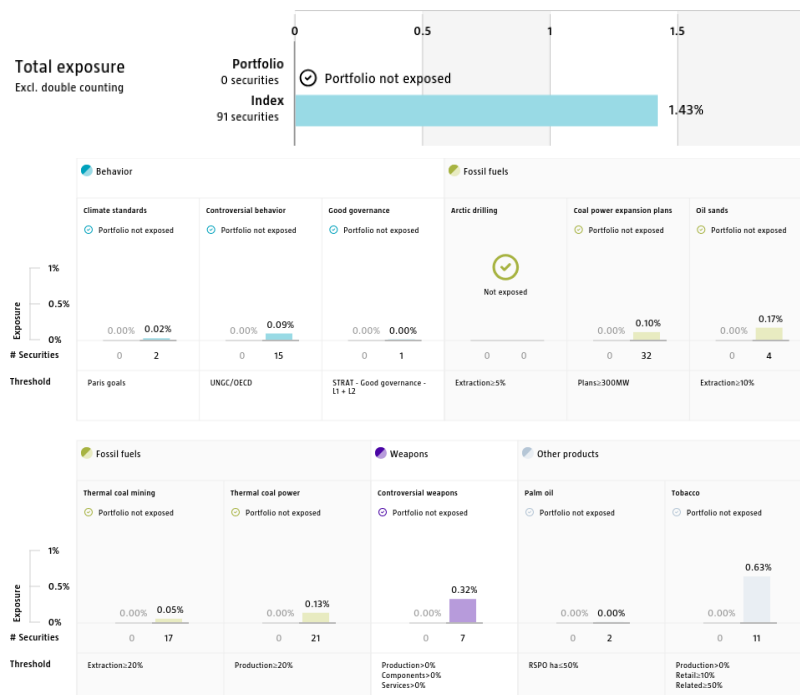 0 0.5 1 1.5
Total exposure
Excl. double counting
Portfolio
0 securities
Portfolio not exposed
Index
91 securities
1.43%
Behavior Fossil fuels
Climate standards Controversial behavior Good governance Arctic drilling Coal power expansion plans Oil sands
Portfolio not exposed Portfolio not exposed Portfolio not exposed Portfolio not exposed Portfolio not exposed
Not exposed
Exposure
1%
0.5%
0%
0.00% 0.02% 0.00% 0.09% 0.00% 0.00% 0.00% 0.10% 0.00% 0.17%
# Securities 0 2 0 15 0 1 0 0 0 32 0 4
Threshold Paris goals UNGC/OECD STRAT - Good governance - Extraction≥5% Plans≥300MW Extraction≥10%
L1 + L2
Fossil fuels Weapons Other products
Thermal coal mining Thermal coal power Controversial weapons Palm oil Tobacco
Portfolio not exposed Portfolio not exposed Portfolio not exposed Portfolio not exposed Portfolio not exposed
Exposure
1%
0.5%
0%
0.00% 0.05% 0.00% 0.13% 0.00% 0.32% 0.00% 0.00% 0.00% 0.63%
# Securities 0 17 0 21 0 7 0 2 0 11
Threshold Extraction≥20% Production≥20% Production>0% RSPO ha≤50% Production>0%
Components>0% Retail≥10%
Services>0% Related≥50%